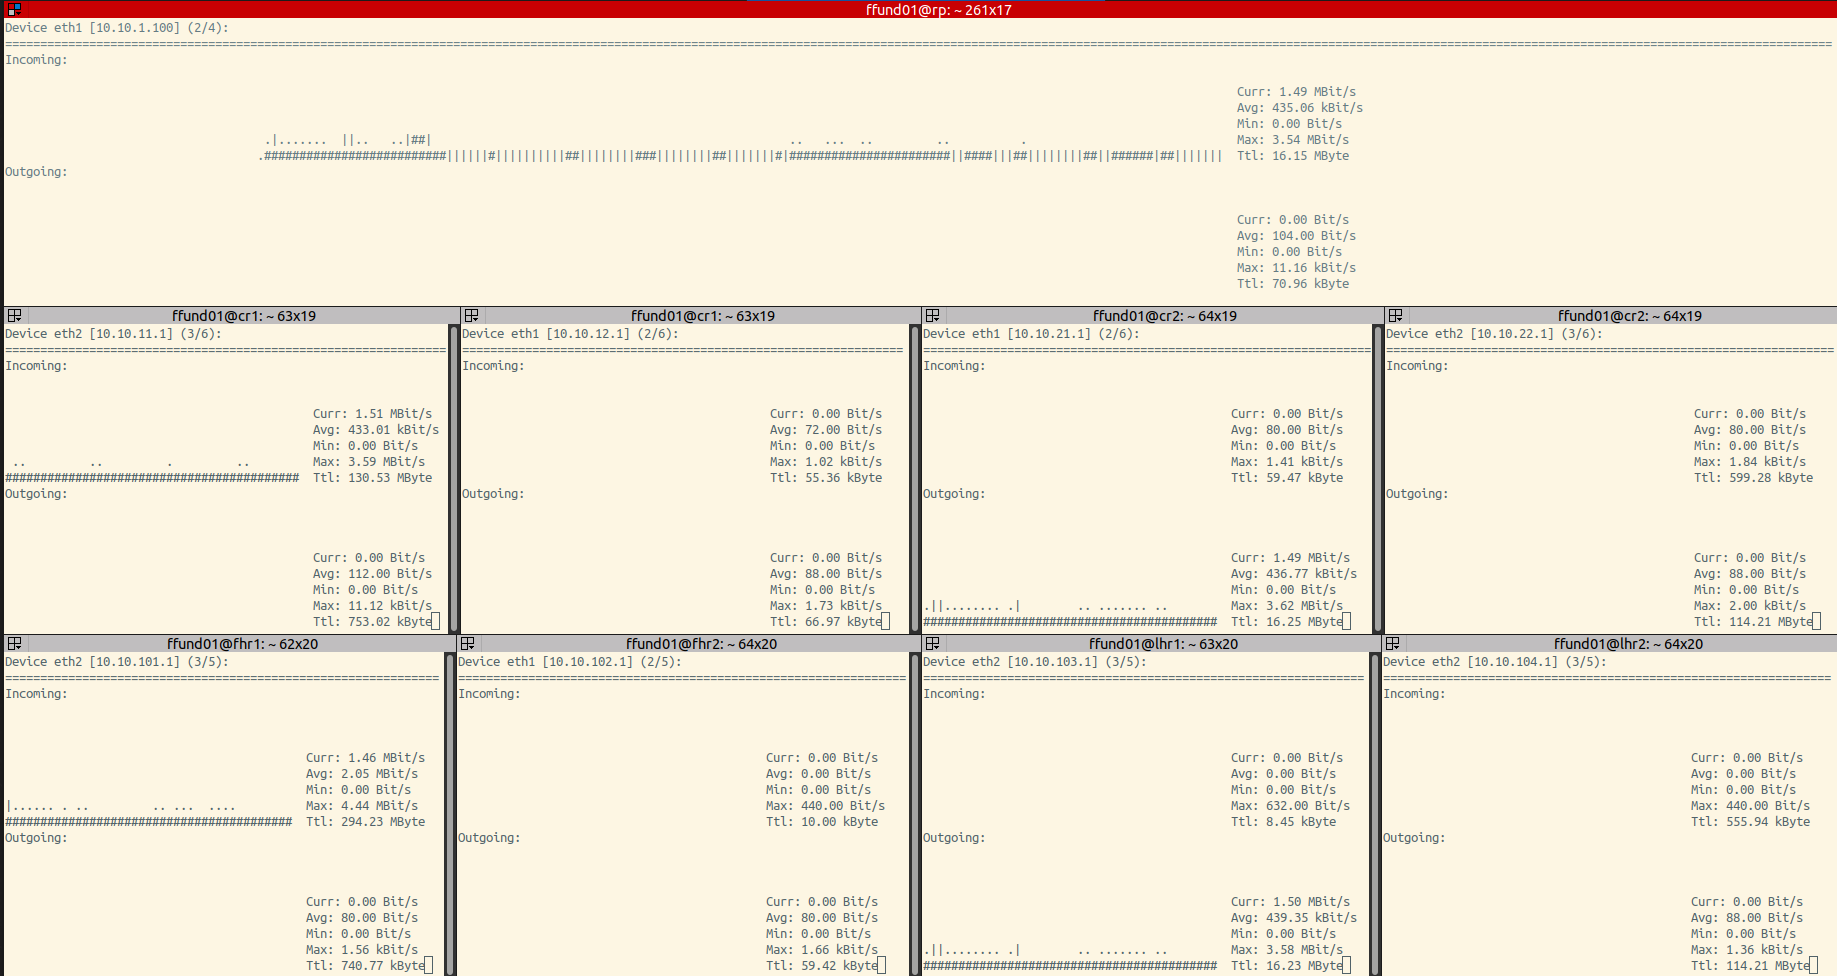 ffund01@rp: ~ 261x17
Device eth1 [10.10.1.100] (2/4):
Incoming:
Curr: 1.49 MBit/s
Avg: 435.06 kBit/s
Min: 0.00 Bit/s
Max: 3.54 MBit/s
Ttl: 16.15 MByte
Outgoing:
Curr: 0.00 Bit/s
Avg: 104.00 Bit/s
Min: 0.00 Bit/s
Max: 11.16 kBit/s
Ttl: 70.96 kByte
ffund01@cr1: ~ 63x19
Device eth2 [10.10.11.1] (3/6):
Incoming:
Curr: 1.51 MBit/s
Avg: 433.01 kBit/s
Min: 0.00 Bit/s
Max: 3.59 MBit/s
Ttl: 130.53 MByte
Outgoing:
Curr: 0.00 Bit/s
Avg: 112.00 Bit/s
Min: 0.00 Bit/s
Max: 11.12 kBit/s
Ttl: 753.02 kByte
ffund01@cr1: ~ 63x19
Device eth1 [10.10.12.1] (2/6):
Incoming:
Curr: 0.00 Bit/s
Avg: 72.00 Bit/s
Min: 0.00 Bit/s
Max: 1.02 kBit/s
Ttl: 55.36 kByte
Outgoing:
Curr: 0.00 Bit/s
Avg: 88.00 Bit/s
Min: 0.00 Bit/s
Max: 1.73 kBit/s
Ttl: 66.97 kByte
ffund01@cr2: ~ 64x19
Device eth1 [10.10.21.1] (2/6):
Incoming:
Curr: 0.00 Bit/s
Avg: 80.00 Bit/s
Min: 0.00 Bit/s
Max: 1.41 kBit/s
Ttl: 59.47 kByte
Outgoing:
Curr: 1.49 MBit/s
Avg: 436.77 kBit/s
Min: 0.00 Bit/s
Max: 3.62 MBit/s
Ttl: 16.25 MByte
ffund01@cr2: ~ 64x19
Device eth2 [10.10.22.1] (3/6):
Incoming:
Curr: 0.00 Bit/s
Avg: 80.00 Bit/s
Min: 0.00 Bit/s
Max: 1.84 kBit/s
Ttl: 599.28 kByte
Outgoing:
Curr: 0.00 Bit/s
Avg: 88.00 Bit/s
Min: 0.00 Bit/s
Max: 2.00 kBit/s
Ttl: 114.21 MByte
ffund01@fhr1: ~ 62x20
Device eth2 [10.10.101.1] (3/5):
Incoming:
Curr: 1.46 MBit/s
Avg: 2.05 MBit/s
Min: 0.00 Bit/s
Max: 4.44 MBit/s
Ttl: 294.23 MByte
Outgoing:
Curr: 0.00 Bit/s
Avg: 80.00 Bit/s
Min: 0.00 Bit/s
Max: 1.56 kBit/s
Ttl: 740.77 kByte
ffund01@fhr2: ~ 64x20
Device eth1 [10.10.102.1] (2/5):
Incoming:
Curr: 0.00 Bit/s
Avg: 0.00 Bit/s
Min: 0.00 Bit/s
Max: 440.00 Bit/s
Ttl: 10.00 kByte
Outgoing:
Curr: 0.00 Bit/s
Avg: 80.00 Bit/s
Min: 0.00 Bit/s
Max: 1.66 kBit/s
Ttl: 59.42 kByte
ffund01@lhr1: ~ 63x20
Device eth2 [10.10.103.1] (3/5):
Incoming:
Curr: 0.00 Bit/s
Avg: 0.00 Bit/s
Min: 0.00 Bit/s
Max: 632.00 Bit/s
Ttl: 8.45 kByte
Outgoing:
Curr: 1.50 MBit/s
Avg: 439.35 kBit/s
Min: 0.00 Bit/s
Max: 3.58 MBit/s
Ttl: 16.23 MByte
ffund01@lhr2: ~ 64x20
Device eth2 [10.10.104.1] (3/5):
Incoming:
Curr: 0.00 Bit/s
Avg: 0.00 Bit/s
Min: 0.00 Bit/s
Max: 440.00 Bit/s
Ttl: 555.94 kByte
Outgoing:
Curr: 0.00 Bit/s
Avg: 88.00 Bit/s
Min: 0.00 Bit/s
Max: 1.36 kBit/s
Ttl: 114.21 MByte